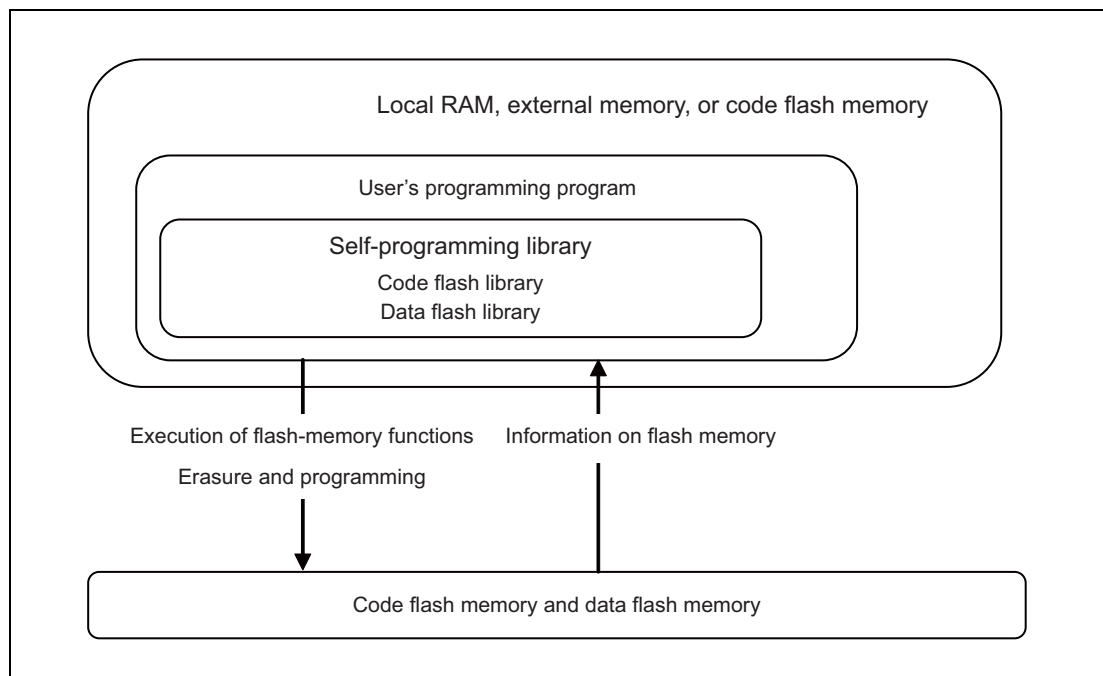 Local RAM, external memory, or code flash memory
User’s programming program
Self-programming library
Code flash library
Data flash library
Execution of flash-memory functions
Erasure and programming
Information on flash memory
Code flash memory and data flash memory